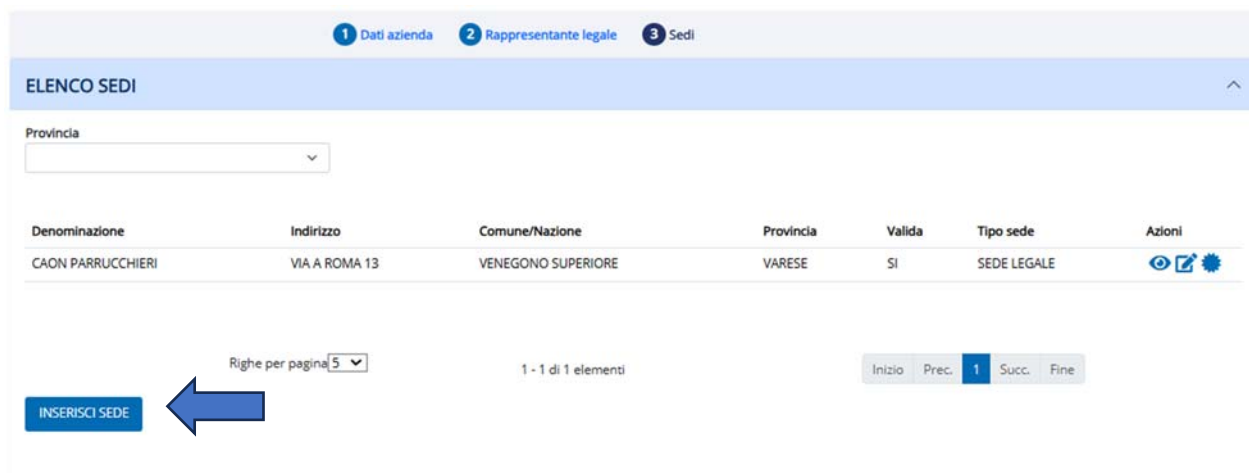 1 Dati azienda 2 Rappresentante legale 3 Sedi
ELENCO SEDI
Provincia
Denominazione Indirizzo Comune/Nazione Provincia Valida Tipo sede Azioni
CAON PARRUCCHIERI VIA A ROMA 13 VENEGONO SUPERIORE VARESE SI SEDE LEGALE
Righe per pagina 5 1 - 1 di 1 elementi Inizio Prec. 1 Succ. Fine
INSERISCI SEDE